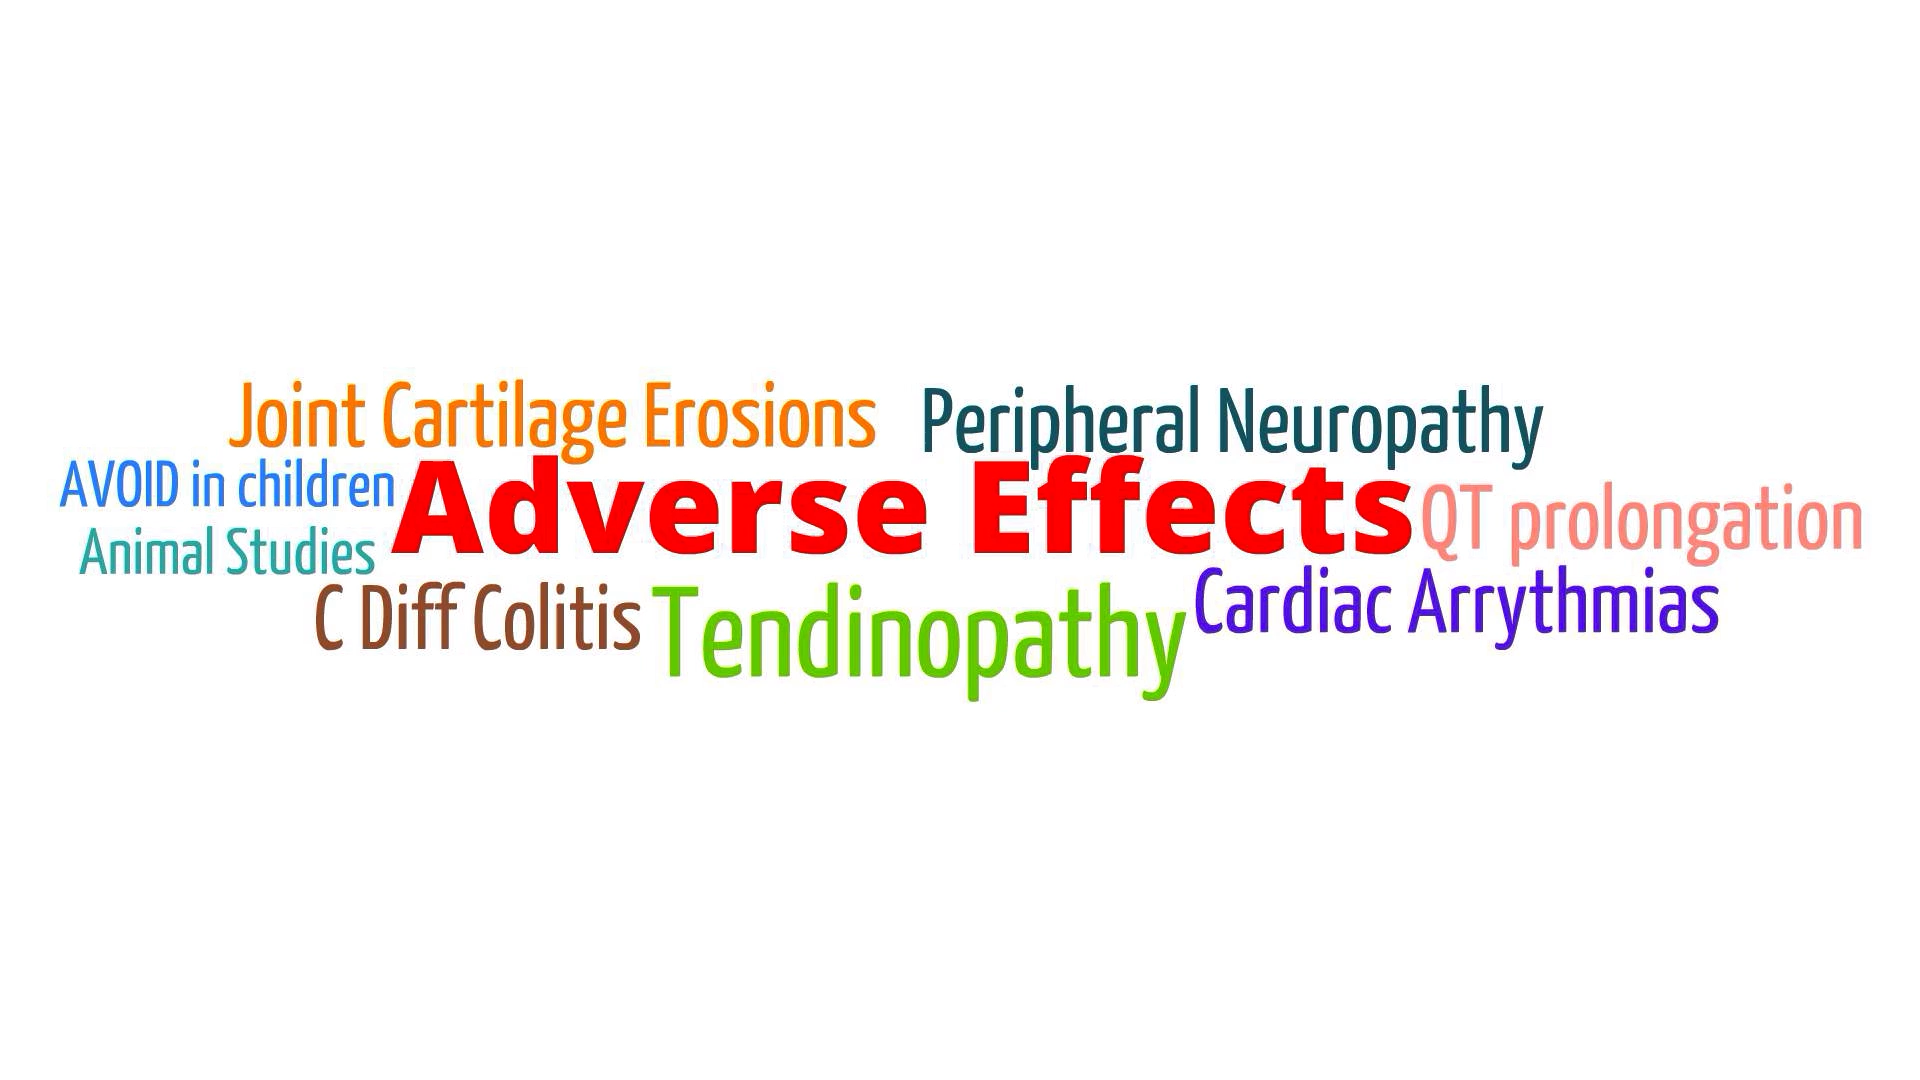 Joint Cartilage Erosions
Peripheral Neuropathy
AVOID in children
Adverse Effects
QT prolongation
Animal Studies
C Diff Colitis
Tendinopathy
Cardiac Arrythmias